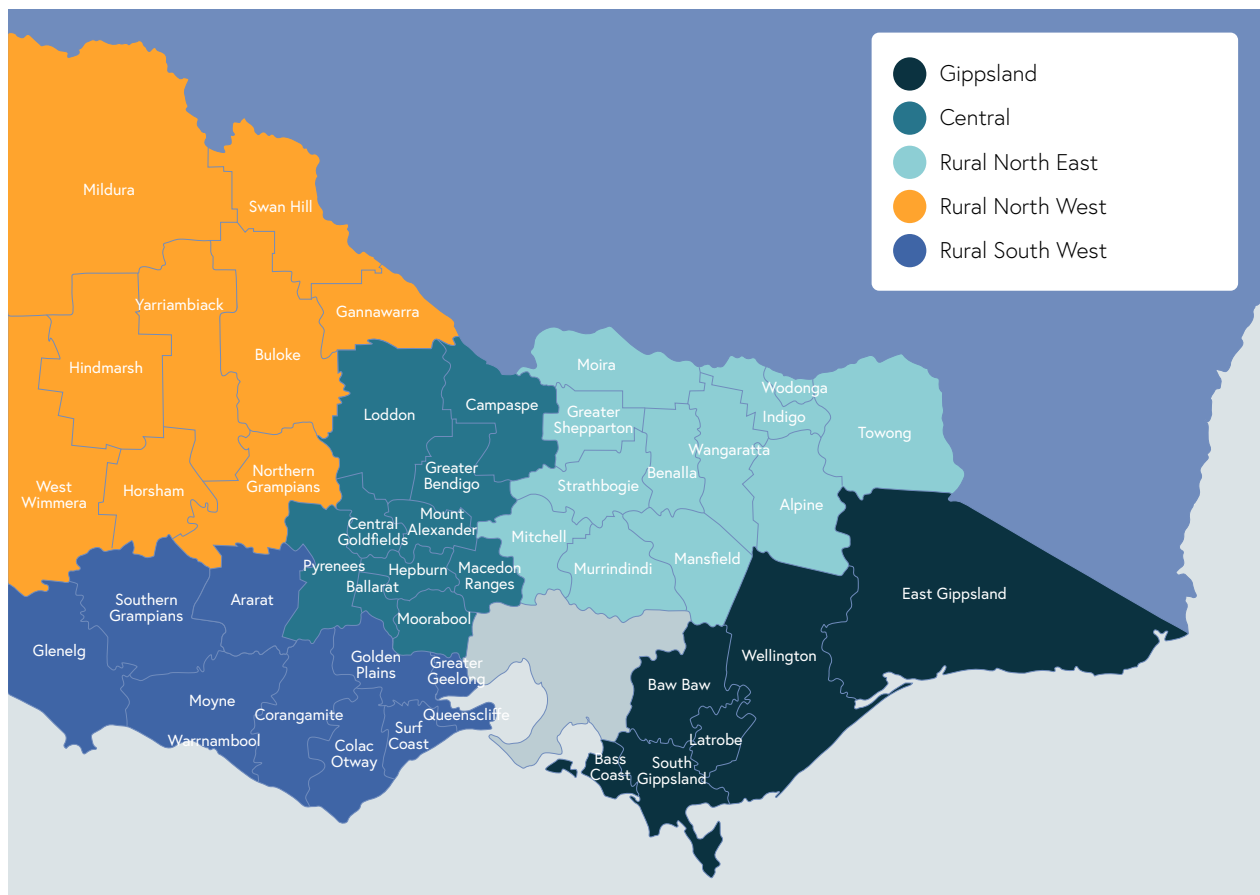 Gippsland
Central
Rural North East
Rural North West
Rural South West
Mildura
Swan Hill
Yarriambiack
Gannawarra
Hindmarsh
Buloke
Loddon
Campaspe
Moira
Wodonga
Greater
Shepparton
Indigo
Towong
Wangaratta
Benalla
Northern
Grampians
Greater
Bendigo
West
Wimmera
Horsham
Strathbogie
Alpine
Central
Goldfields
Mount
Alexander
Mitchell
Mansfield
Pyrenees
Hepburn
Macedon
Ranges
Murrindindi
Ballarat
East Gippsland
Southern
Grampians
Ararat
Moorabool
Glenelg
Golden
Plains
Greater
Geelong
Wellington
Baw Baw
Moyne
Corangamite
Queenscliffe
Warrnambool
Surf
Coast
Colac
Otway
Latrobe
Bass
Coast
South
Gippsland